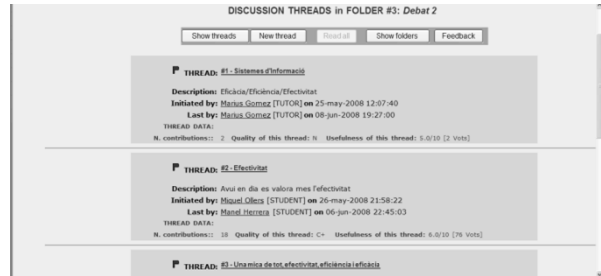 DISCUSSION THREADS in FOLDER #3: Debat 2
Show threads New thread Read all Show folders Feedback
THREAD: #1 - Sistemes d'Informació
Description: Eficàcia/Eficiència/Efectivitat
Initiated by: Marius Gomez [TUTOR] on 25-may-2008 12:07:40
Last by: Marius Gomez [TUTOR] on 08-jun-2008 19:27:00
THREAD DATA:
N. contributions:: 2 Quality of this thread: N Usefulness of this thread: 5.0/10 [2 Vots]
THREAD: #2 - Efectivitat
Description: Avui en dia es valora mes l'efectivitat
Initiated by: Miquel Ofers [STUDENT] on 26-may-2008 21:58:22
Last by: Manel Herrera [STUDENT] on 06-jun-2008 22:45:03
THREAD DATA:
N. contributions:: 18 Quality of this thread: C+ Usefulness of this thread: 6.0/10 [76 Vots]
THREAD: #3 - Una mica de tot, efectivitat, eficiència i eficàcia